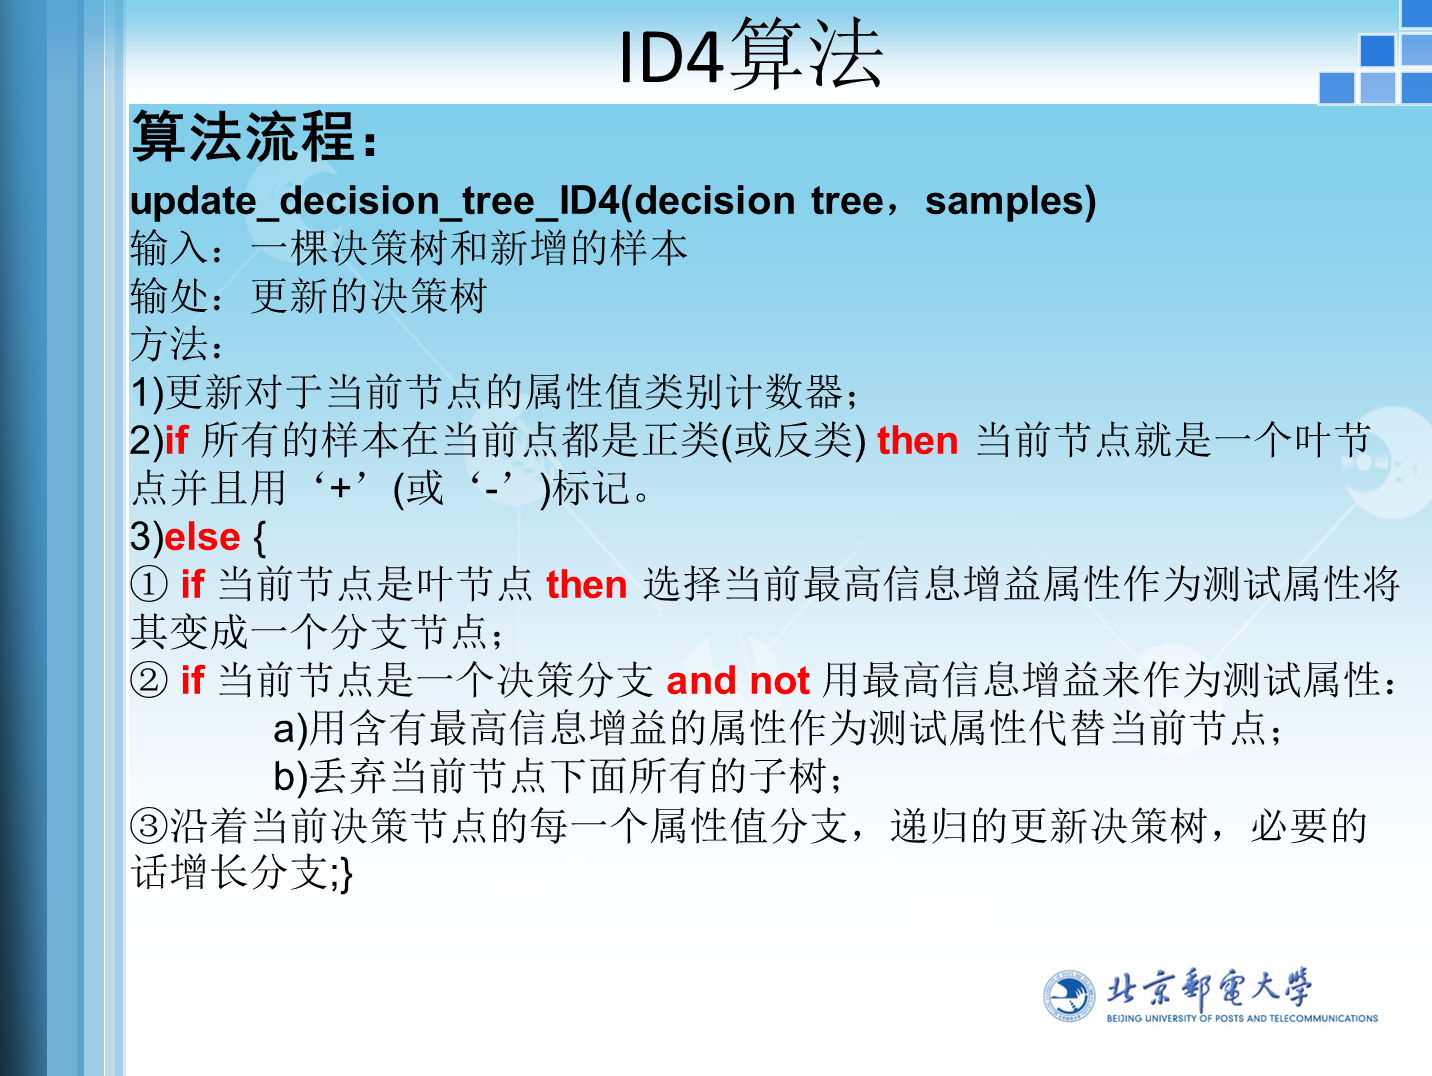 ID4算法
算法流程：
update_decision_tree_ID4(decision tree，samples)
输入：一棵决策树和新增的样本
输处：更新的决策树
方法：
1)更新对于当前节点的属性值类别计数器；
2)if 所有的样本在当前点都是正类(或反类) then 当前节点就是一个叶节
点并且用‘+’(或‘-’)标记。
3)else {
① if 当前节点是叶节点 then 选择当前最高信息增益属性作为测试属性将
其变成一个分支节点；
② if 当前节点是一个决策分支 and not 用最高信息增益来作为测试属性：
a)用含有最高信息增益的属性作为测试属性代替当前节点；
b)丢弃当前节点下面所有的子树；
③沿着当前决策节点的每一个属性值分支，递归的更新决策树，必要的
话增长分支;}
北京郵電大學
BEIJING UNIVERSITY OF POSTS AND TELECOMMUNICATIONS